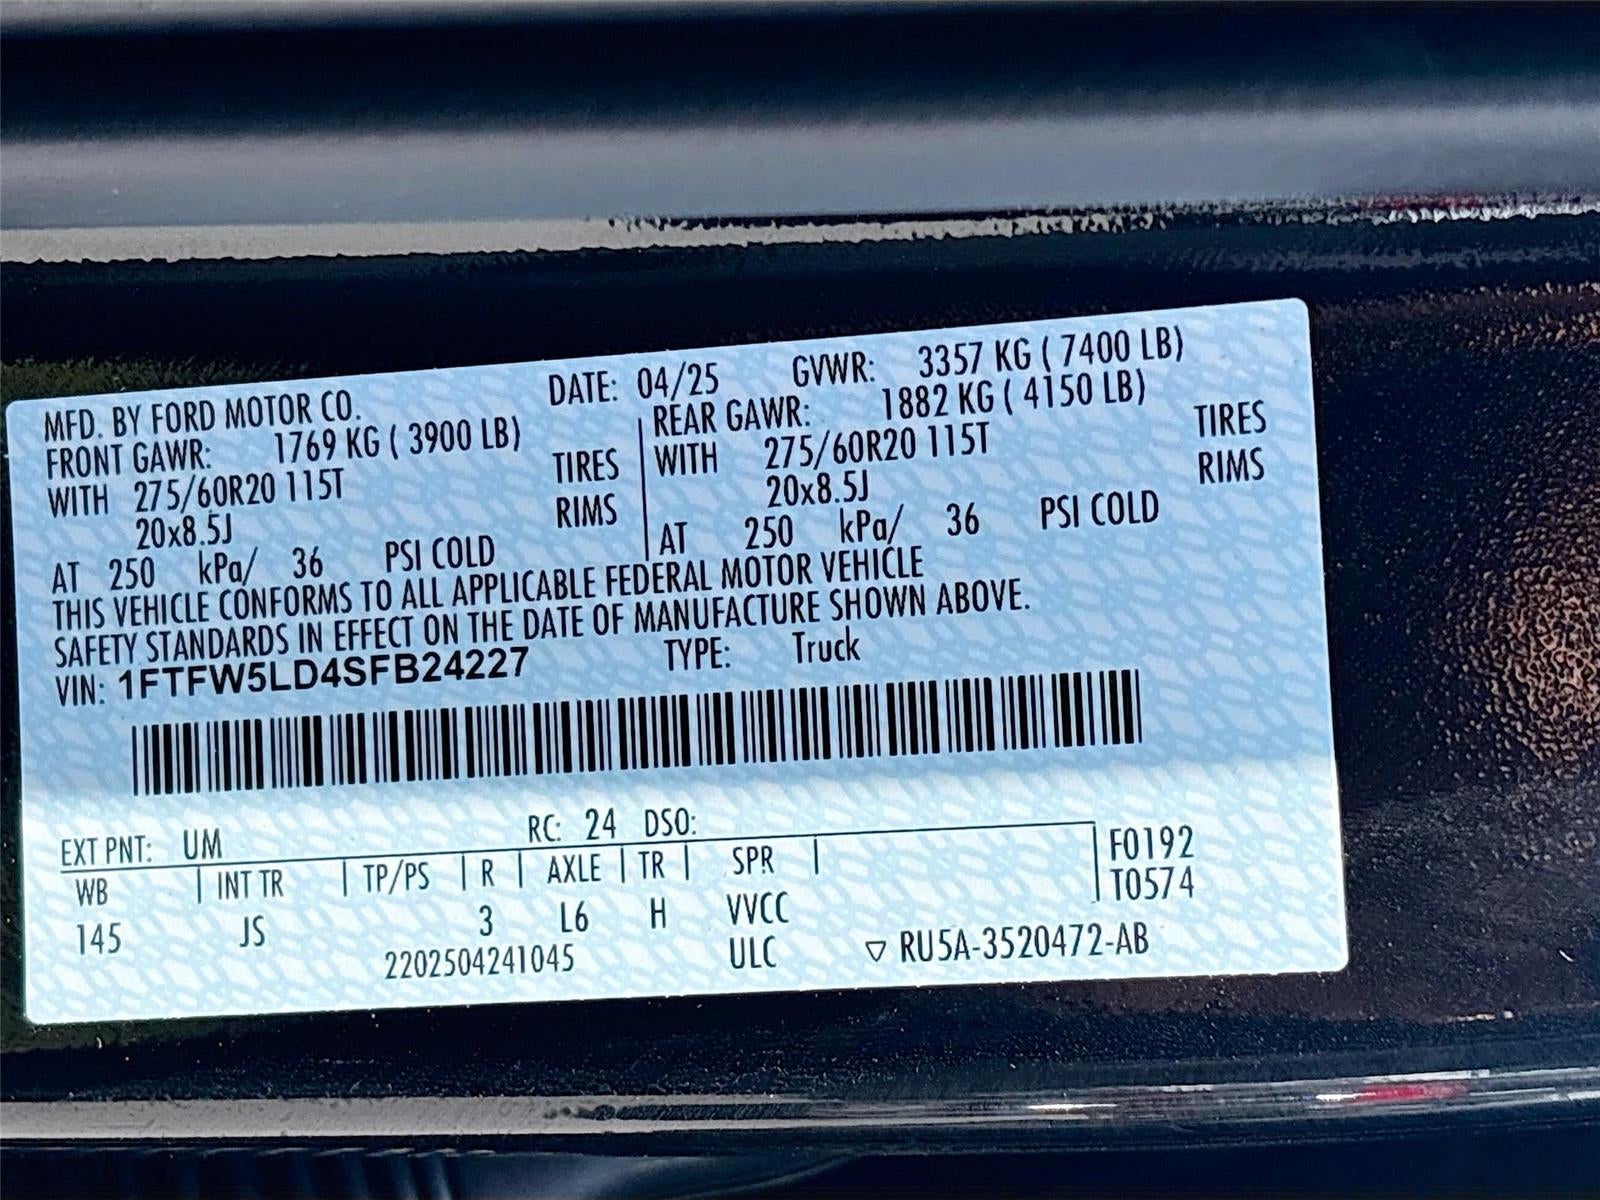 MFD. BY FORD MOTOR CO. DATE: 04/25 GVWR: 3357 KG ( 7400 LB)
FRONT GAWR: 1769 KG ( 3900 LB) REAR GAWR: 1882 KG ( 4150 LB)
WITH 275/60R20 115T TIRES WITH 275/60R20 115T TIRES
20x8.5J RIMS 20x8.5J RIMS
AT 250 kPa/ 36 PSI COLD AT 250 kPa/ 36 PSI COLD
THIS VEHICLE CONFORMS TO ALL APPLICABLE FEDERAL MOTOR VEHICLE
SAFETY STANDARDS IN EFFECT ON THE DATE OF MANUFACTURE SHOWN ABOVE.
VIN: 1FTFW5LD4SFB24227 TYPE: Truck
EXT PNT: UM RC: 24 DSO:
WB INT TR TP/PS R AXLE TR SPR F0192
145 JS 3 L6 H VVCC T0574
2202504241045 ULC ▽ RU5A-3520472-AB